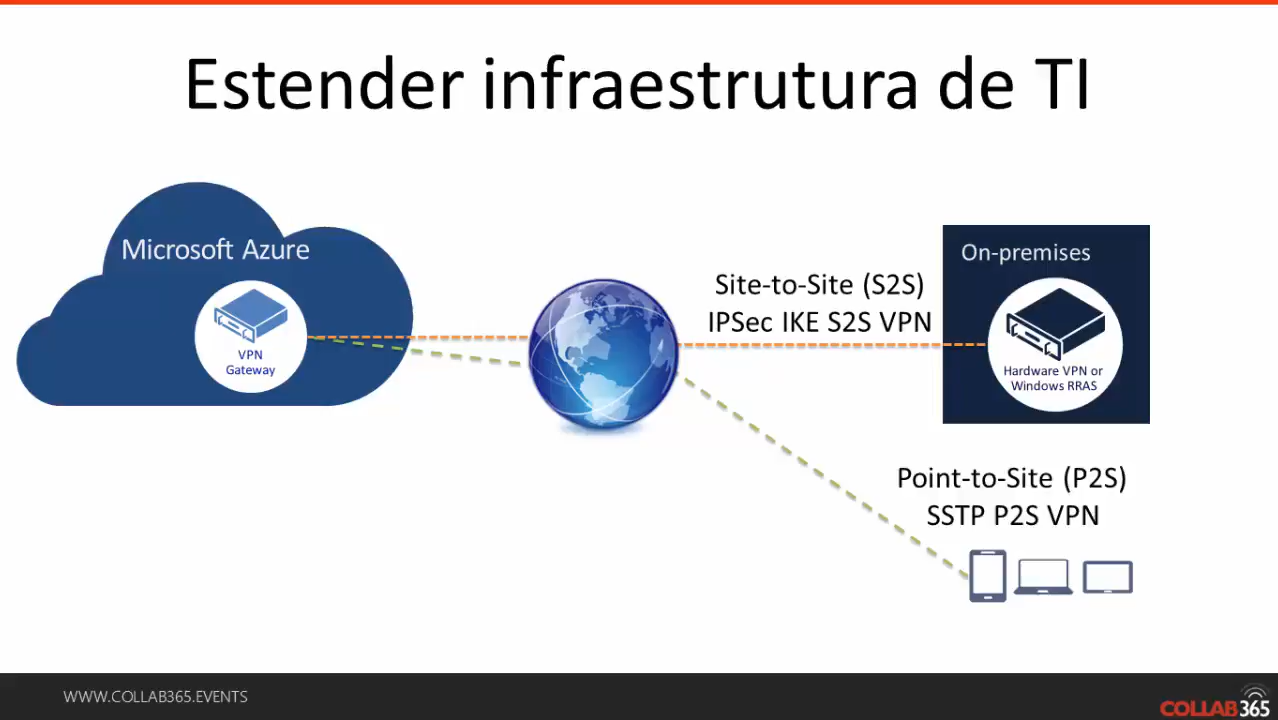 Estender infraestrutura de TI
Microsoft Azure
VPN
Gateway
Site-to-Site (S2S)
IPSec IKE S2S VPN
On-premises
Hardware VPN or
Windows RRAS
Point-to-Site (P2S)
SSTP P2S VPN
WWW.COLLAB365.EVENTS
COLLAB365